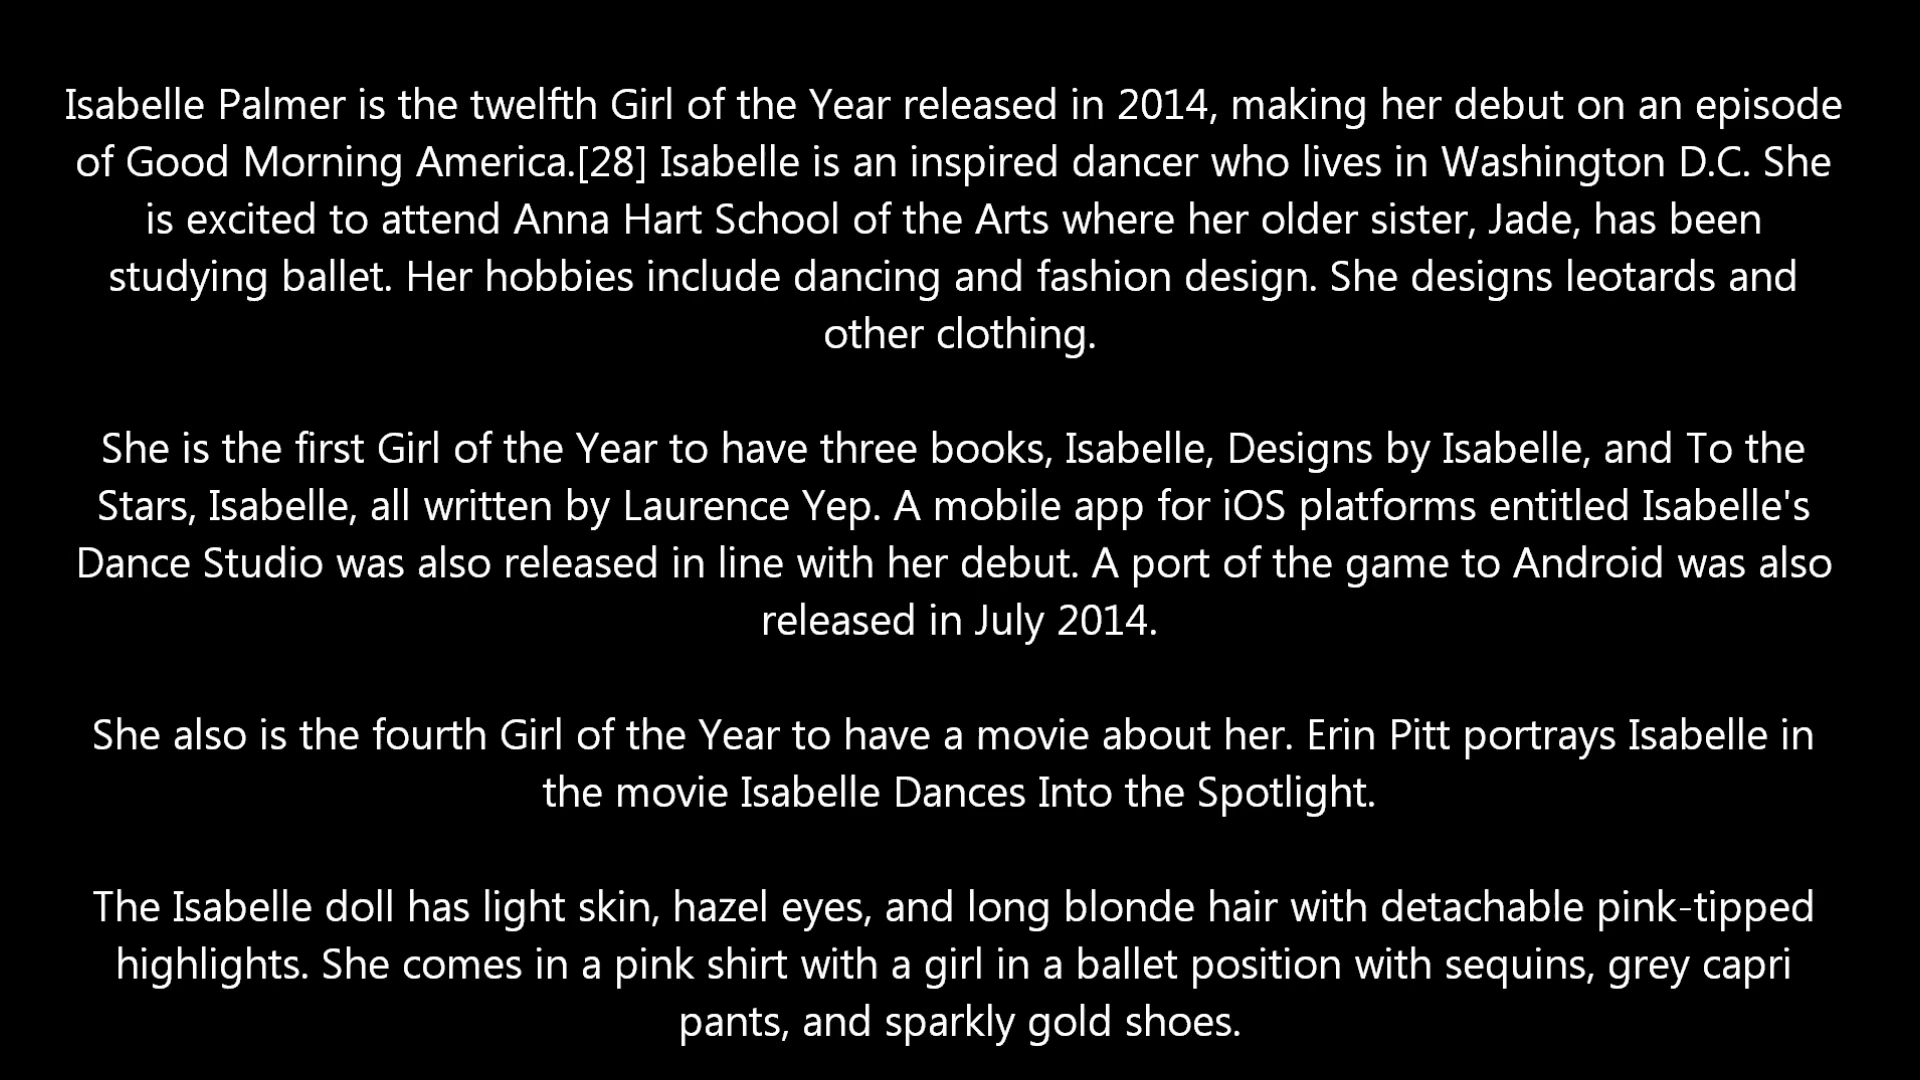 Isabelle Palmer is the twelfth Girl of the Year released in 2014, making her debut on an episode
of Good Morning America.[28] Isabelle is an inspired dancer who lives in Washington D.C. She
is excited to attend Anna Hart School of the Arts where her older sister, Jade, has been
studying ballet. Her hobbies include dancing and fashion design. She designs leotards and
other clothing.
She is the first Girl of the Year to have three books, Isabelle, Designs by Isabelle, and To the
Stars, Isabelle, all written by Laurence Yep. A mobile app for iOS platforms entitled Isabelle's
Dance Studio was also released in line with her debut. A port of the game to Android was also
released in July 2014.
She also is the fourth Girl of the Year to have a movie about her. Erin Pitt portrays Isabelle in
the movie Isabelle Dances Into the Spotlight.
The Isabelle doll has light skin, hazel eyes, and long blonde hair with detachable pink-tipped
highlights. She comes in a pink shirt with a girl in a ballet position with sequins, grey capri
pants, and sparkly gold shoes.